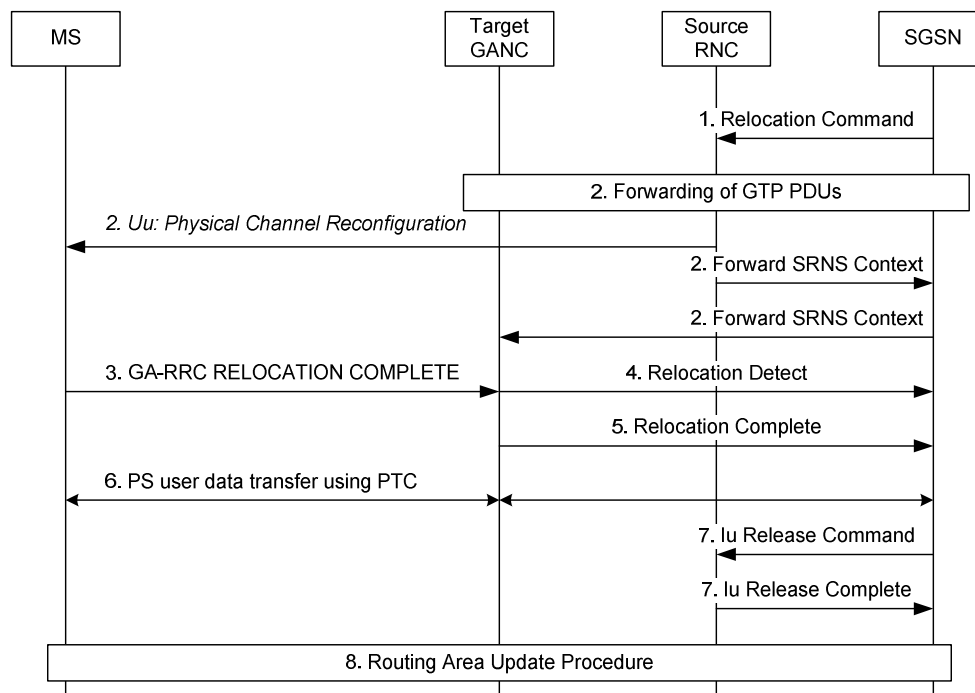 MS
Target
GANC
Source
RNC
SGSN
1. Relocation Command
2. Forwarding of GTP PDUs
2. Uu: Physical Channel Reconfiguration
2. Forward SRNS Context
2. Forward SRNS Context
3. GA-RRC RELOCATION COMPLETE
4. Relocation Detect
5. Relocation Complete
6. PS user data transfer using PTC
7. Iu Release Command
7. Iu Release Complete
8. Routing Area Update Procedure